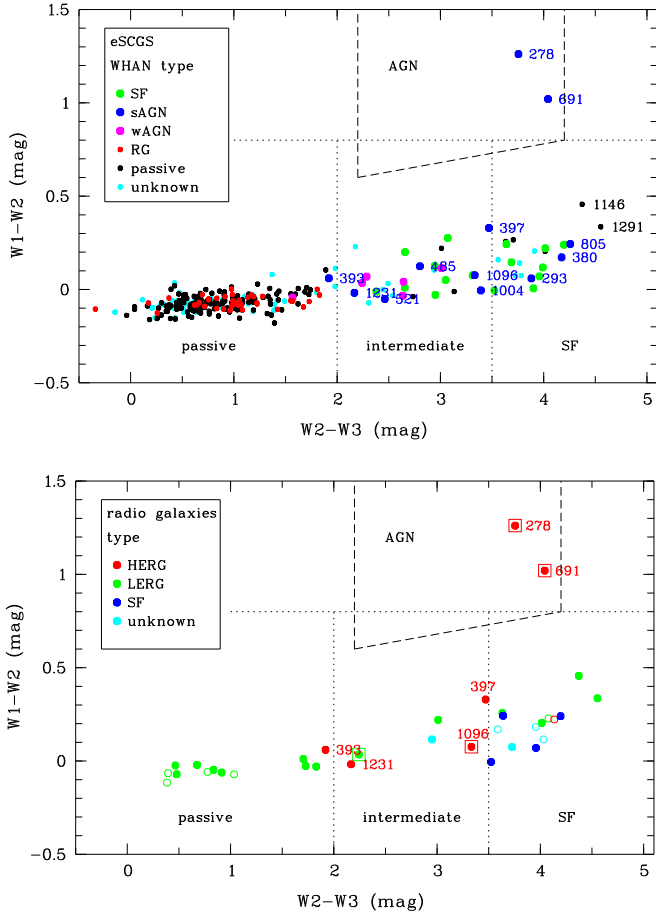 1.5
1
0.5
0
−0.5
W1−W2 (mag)
eSCGS
WHAN type
SF
sAGN
wAGN
RG
passive
unknown
AGN
278
691
1146
1291
397
805
380
485
393
1096
293
1231
1004
321
passive
intermediate
SF
0
1
2
3
4
5
W2−W3 (mag)
1.5
1
0.5
0
−0.5
W1−W2 (mag)
radio galaxies
type
HERG
LERG
SF
unknown
AGN
278
691
397
1096
393
1231
passive
intermediate
SF
0
1
2
3
4
5
W2−W3 (mag)